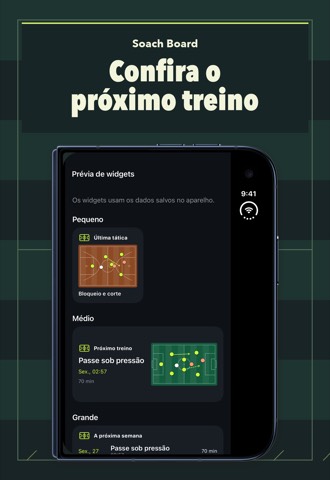 Soach Board
Confira o
próximo treino
Prévia de widgets
9:41
Os widgets usam os dados salvos no aparelho.
Pequeno
Última tática
Bloqueio e corte
Médio
Próximo treino
Passe sob pressão
Sex., 02:57
70 min
Grande
A próxima semana
Sex., 27 Passe sob pressão 70 min